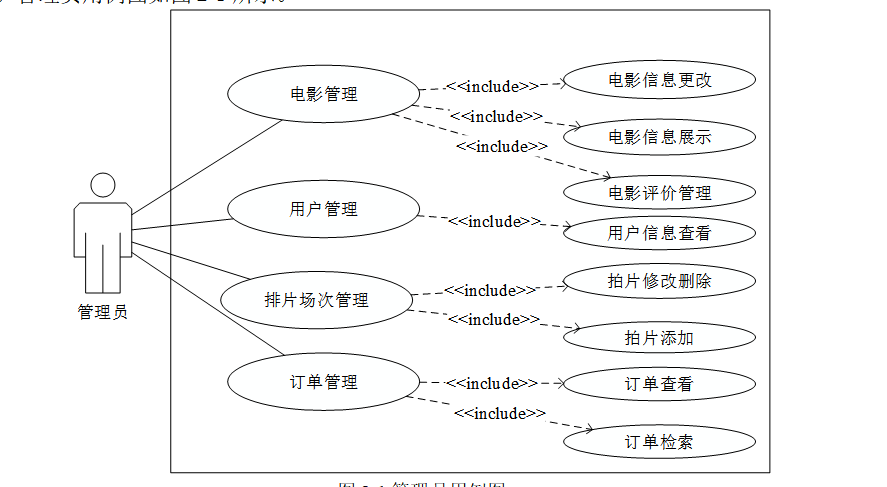 电影管理
<<include>>
电影信息更改
<<include>>
电影信息展示
<<include>>
电影评价管理
用户管理
<<include>>
用户信息查看
管理员
排片场次管理
<<include>>
拍片修改删除
<<include>>
拍片添加
订单管理
<<include>>
订单查看
<<include>>
订单检索